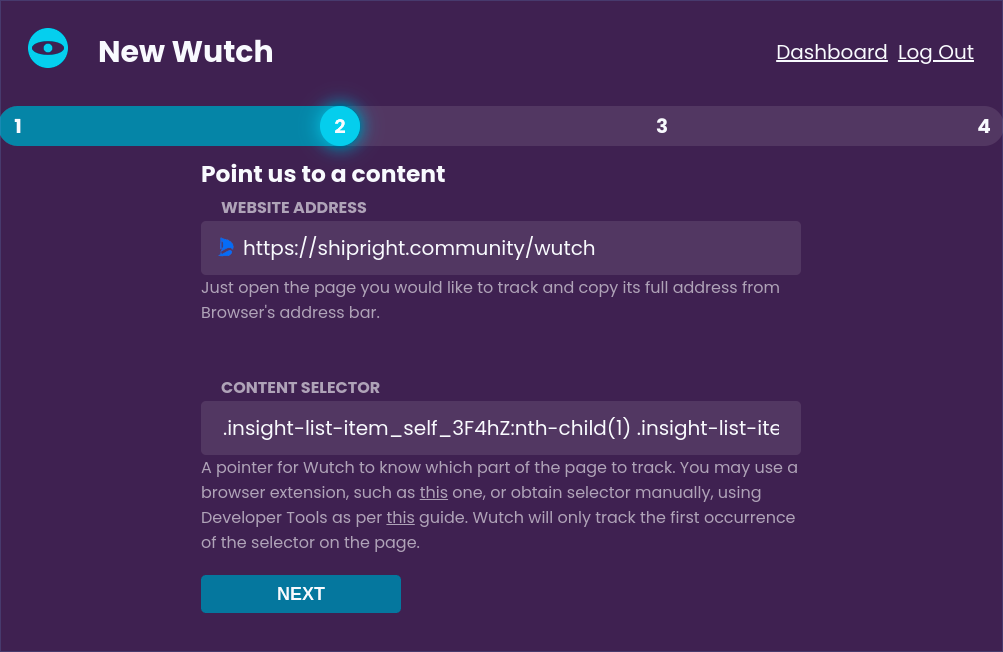 New Wutch
Dashboard Log Out
1 2 3 4
Point us to a content
WEBSITE ADDRESS
https://shipright.community/wutch
Just open the page you would like to track and copy its full address from
Browser's address bar.
CONTENT SELECTOR
.insight-list-item_self_3F4hZ:nth-child(1) .insight-list-ite
A pointer for Wutch to know which part of the page to track. You may use a
browser extension, such as this one, or obtain selector manually, using
Developer Tools as per this guide. Wutch will only track the first occurrence
of the selector on the page.
NEXT